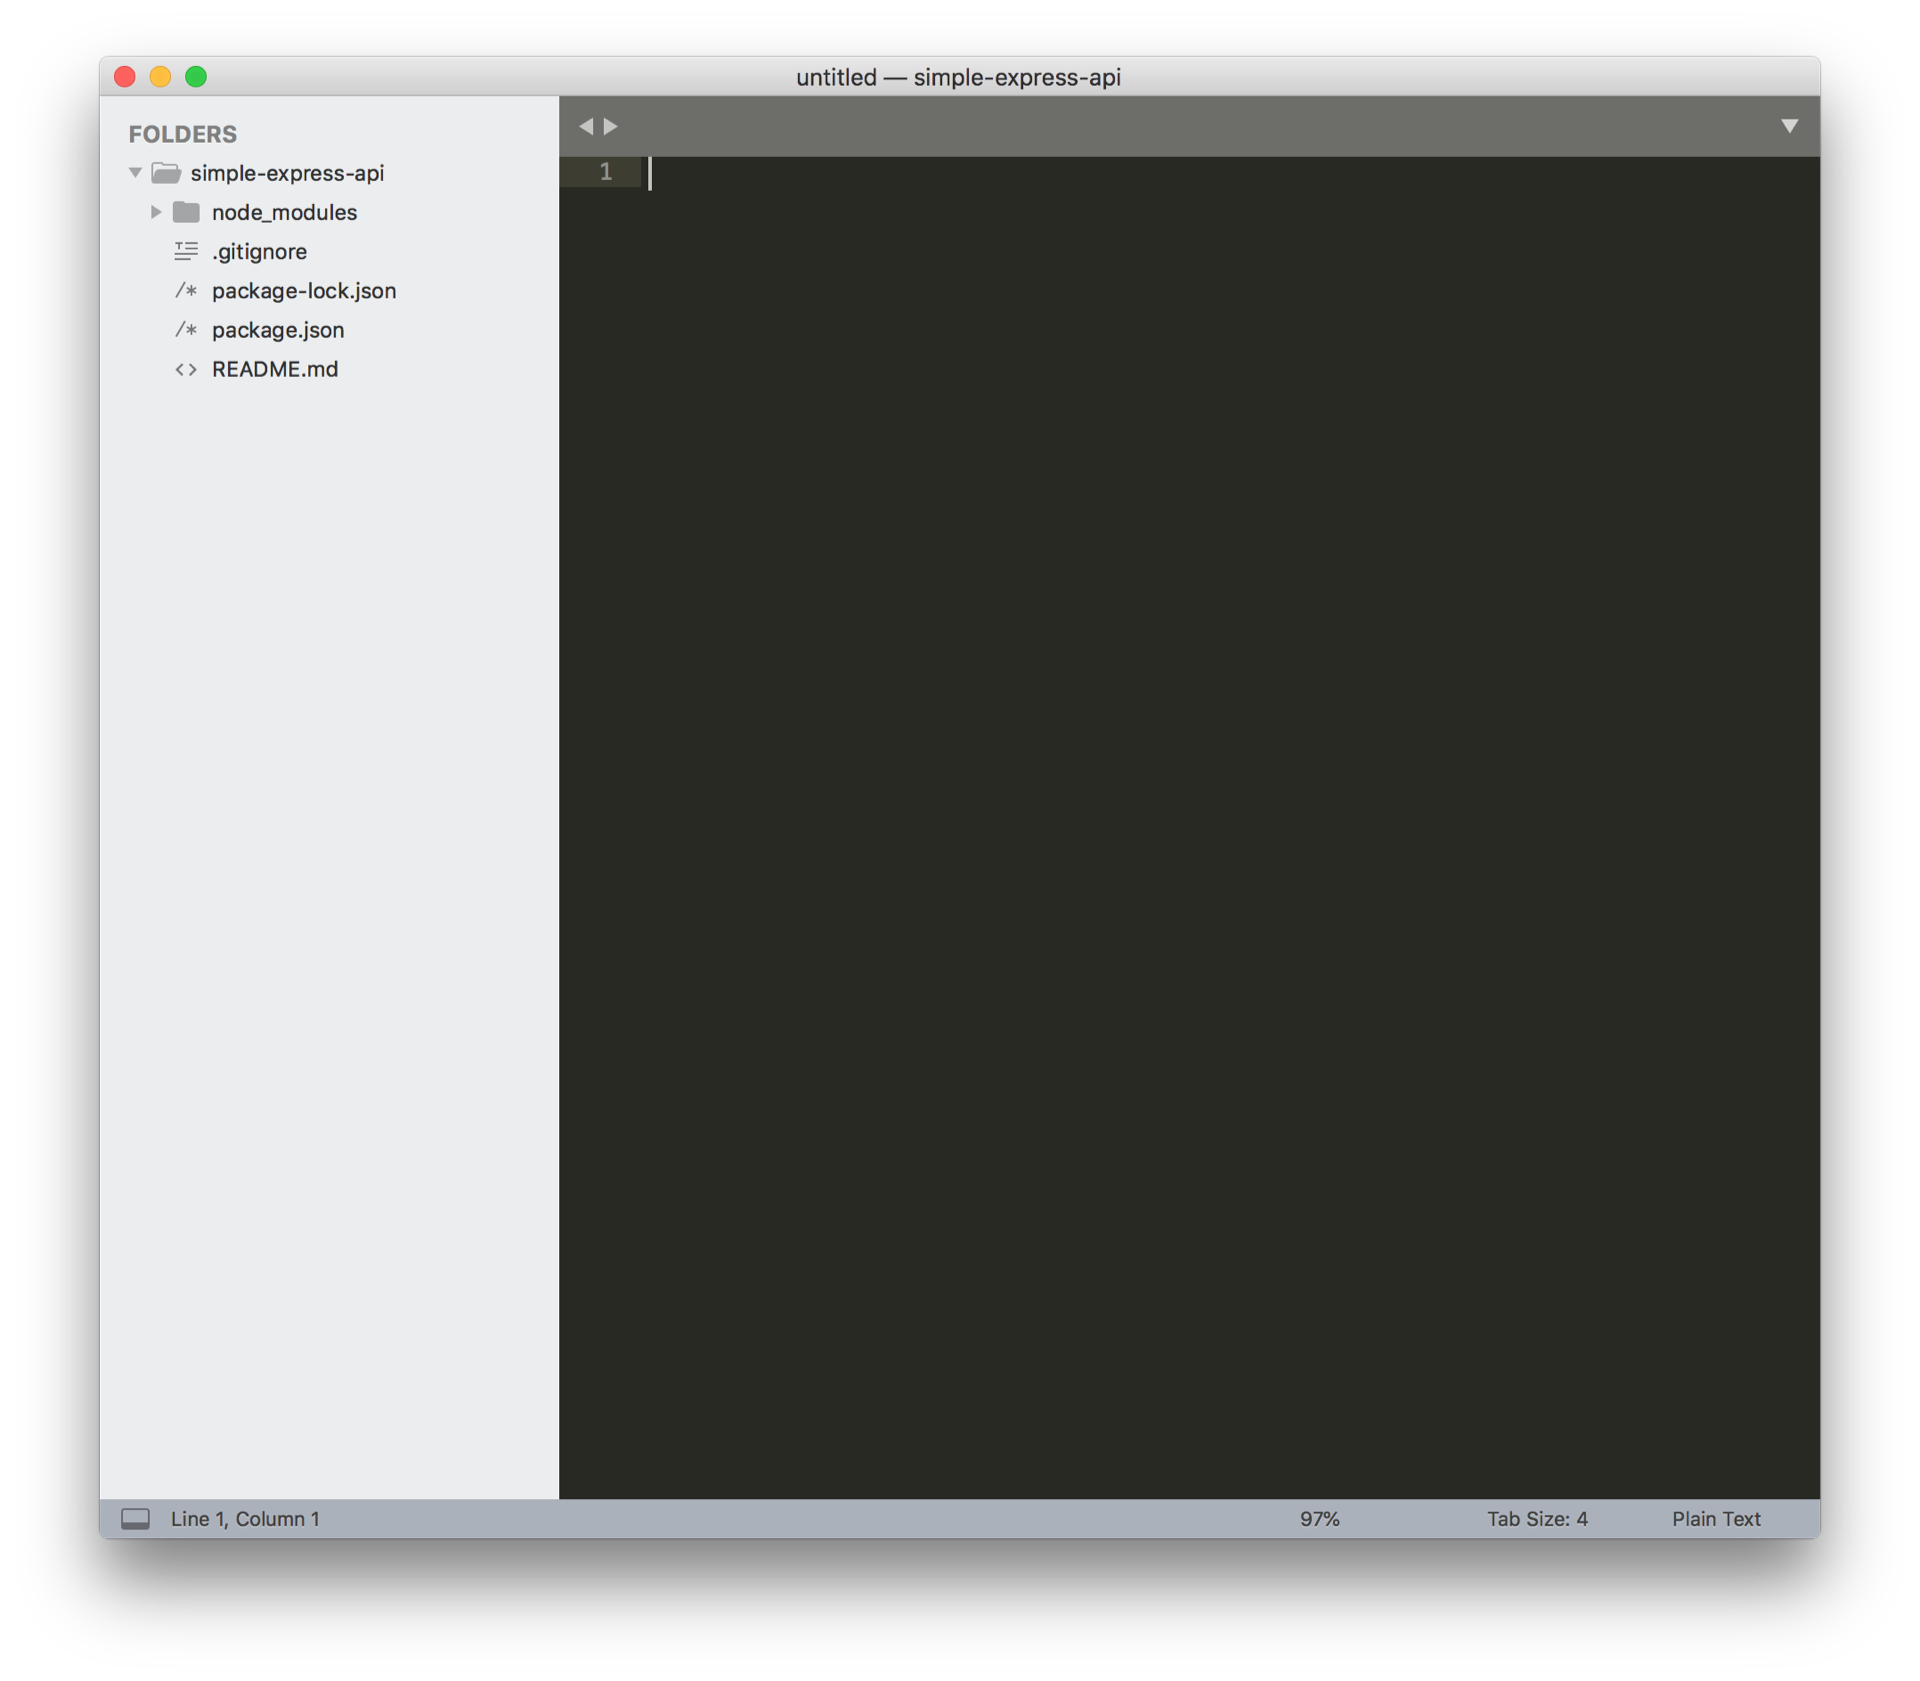 untitled — simple-express-api
FOLDERS
simple-express-api
node_modules
.gitignore
package-lock.json
package.json
README.md
1
Line 1, Column 1
97%
Tab Size: 4
Plain Text